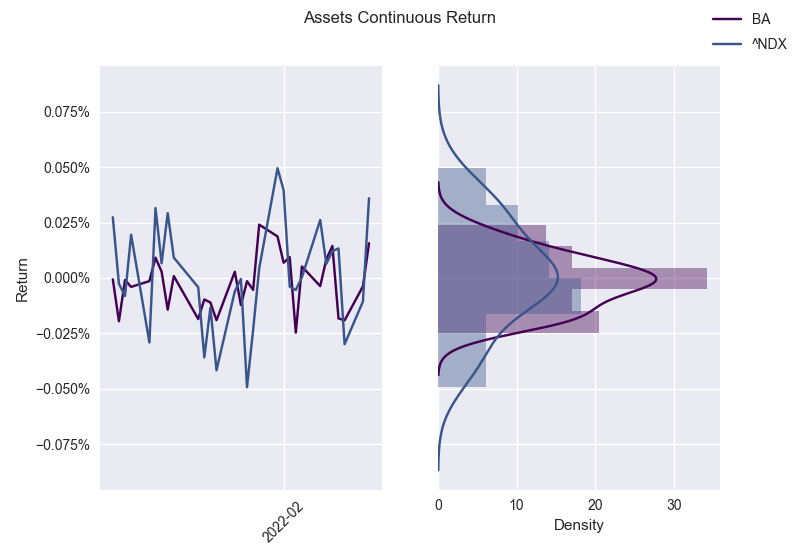 Assets Continuous Return
BA
^NDX
0.075%
0.050%
0.025%
0.000%
−0.025%
−0.050%
−0.075%
Return
2022-02
0 10 20 30
Density